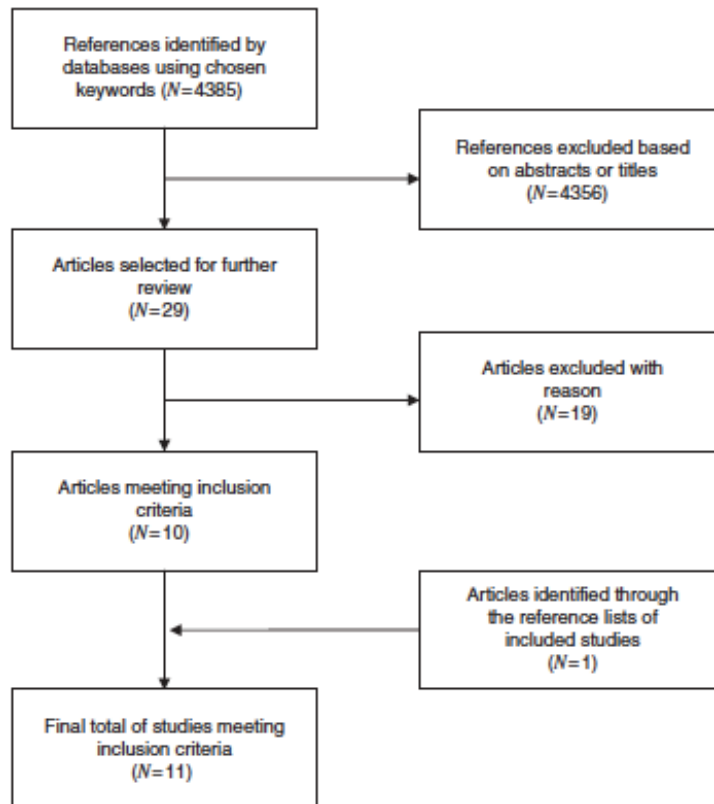 References identified by
databases using chosen
keywords (N=4385)
References excluded based
on abstracts or titles
(N=4356)
Articles selected for further
review
(N=29)
Articles excluded with
reason
(N=19)
Articles meeting inclusion
criteria
(N=10)
Articles identified through
the reference lists of
included studies
(N=1)
Final total of studies meeting
inclusion criteria
(N=11)